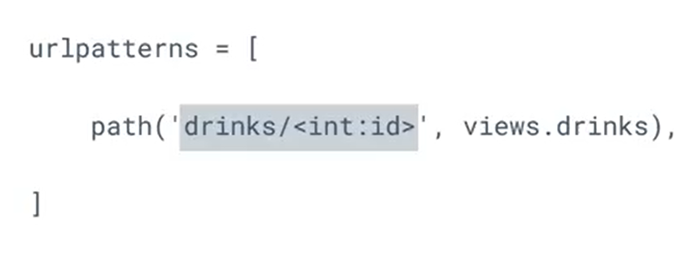 urlpatterns = [
path('drinks/<int:id>', views.drinks),
]